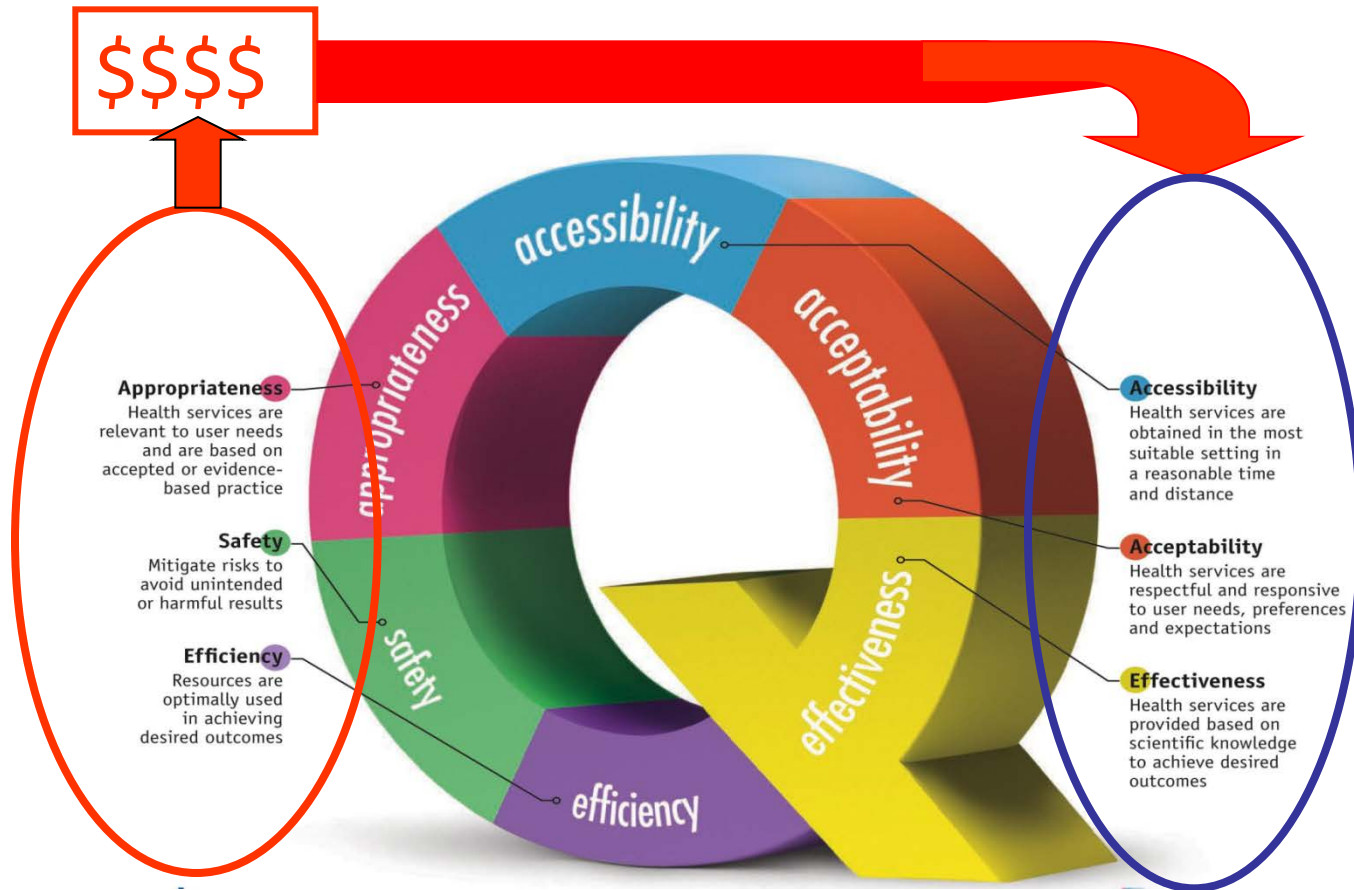 $$$$
accessibility
appropriateness
acceptability
Appropriateness
Health services are
relevant to user needs
and are based on
accepted or evidence-
based practice
Safety
Mitigate risks to
avoid unintended
or harmful results
Efficiency
Resources are
optimally used
in achieving
desired outcomes
safety
efficiency
effectiveness
Accessibility
Health services are
obtained in the most
suitable setting in
a reasonable time
and distance
Acceptability
Health services are
respectful and responsive
to user needs, preferences
and expectations
Effectiveness
Health services are
provided based on
scientific knowledge
to achieve desired
outcomes